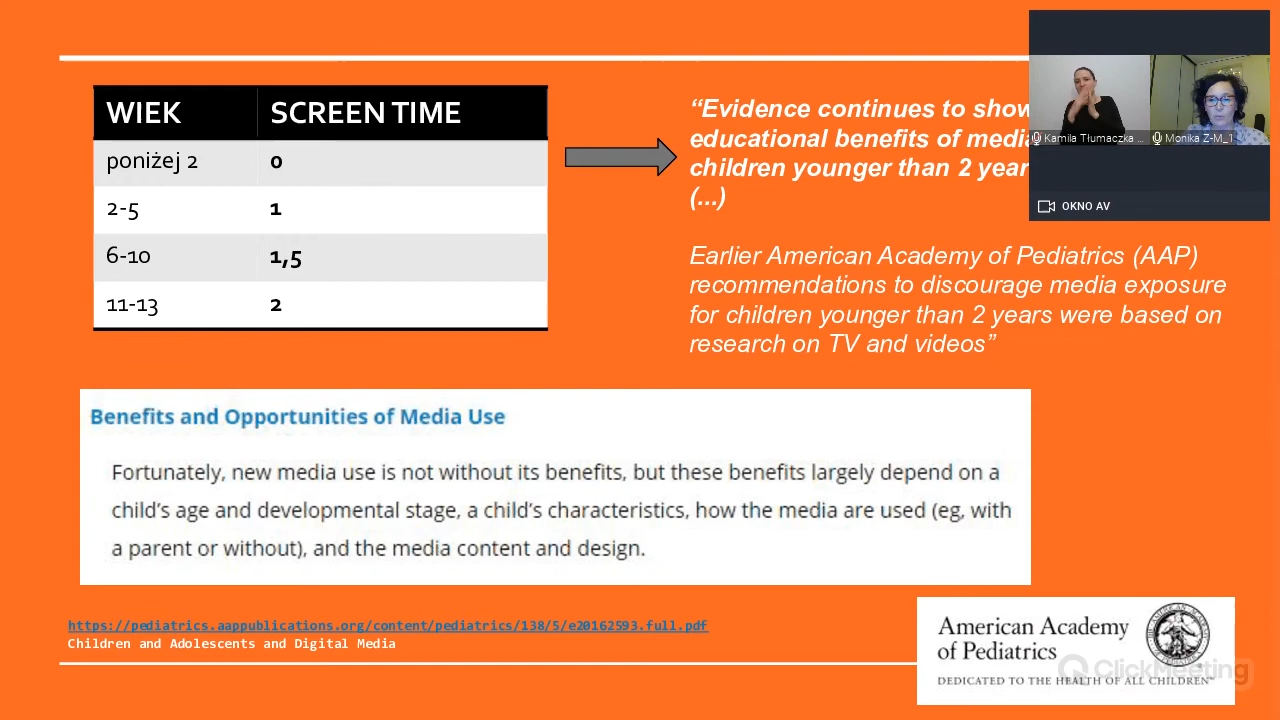 WIEK SCREEN TIME
poniżej 2 0
2-5 1
6-10 1,5
11-13 2
“Evidence continues to show
educational benefits of media
children younger than 2 year
(...)
Earlier American Academy of Pediatrics (AAP)
recommendations to discourage media exposure
for children younger than 2 years were based on
research on TV and videos”
Kamila Tłumaczka ...
Monika Z-M_1
OKNO AV
Benefits and Opportunities of Media Use
Fortunately, new media use is not without its benefits, but these benefits largely depend on a
child’s age and developmental stage, a child’s characteristics, how the media are used (eg, with
a parent or without), and the media content and design.
https://pediatrics.aappublications.org/content/pediatrics/138/5/e20162593.full.pdf
Children and Adolescents and Digital Media
American Academy
of Pediatrics
DEDICATED TO THE HEALTH OF ALL CHILDREN™
ClickMeeting